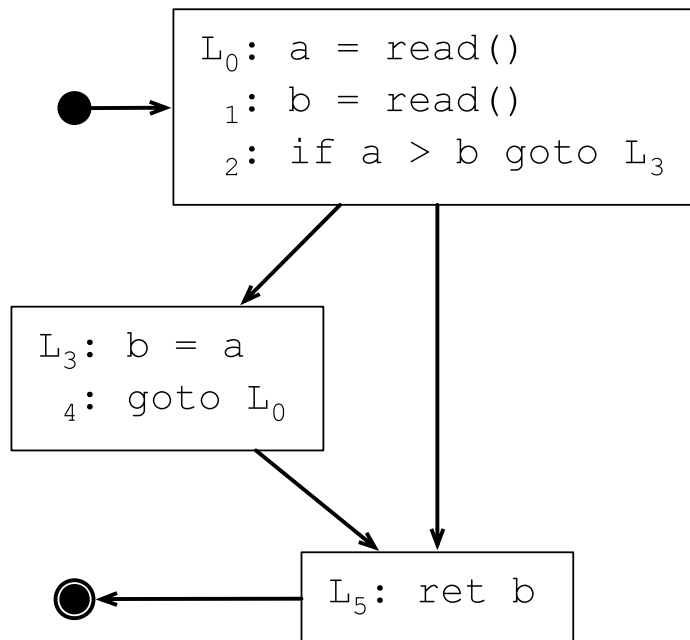 L₀: a = read()
₁: b = read()
₂: if a > b goto L₃
L₃: b = a
₄: goto L₀
L₅: ret b